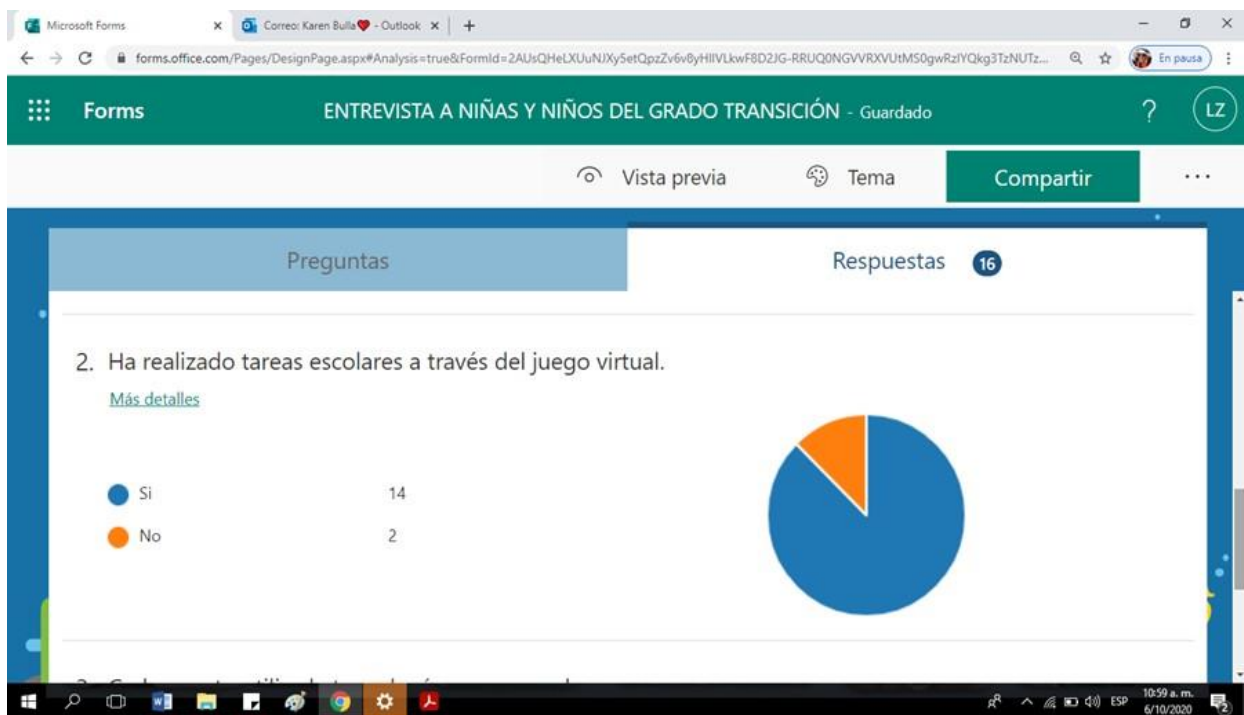 Microsoft Forms
Correo: Karen Bulla❤ - Outlook
forms.office.com/Pages/DesignPage.aspx#Analysis=true&FormId=
En pausa
Forms
ENTREVISTA A NIÑAS Y NIÑOS DEL GRADO TRANSICIÓN - Guardado
?
LZ
Vista previa
Tema
Compartir
...
Preguntas
Respuestas 16
2. Ha realizado tareas escolares a través del juego virtual.
Más detalles
Si 14
No 2
ESP
10:59 a. m.
6/10/2020